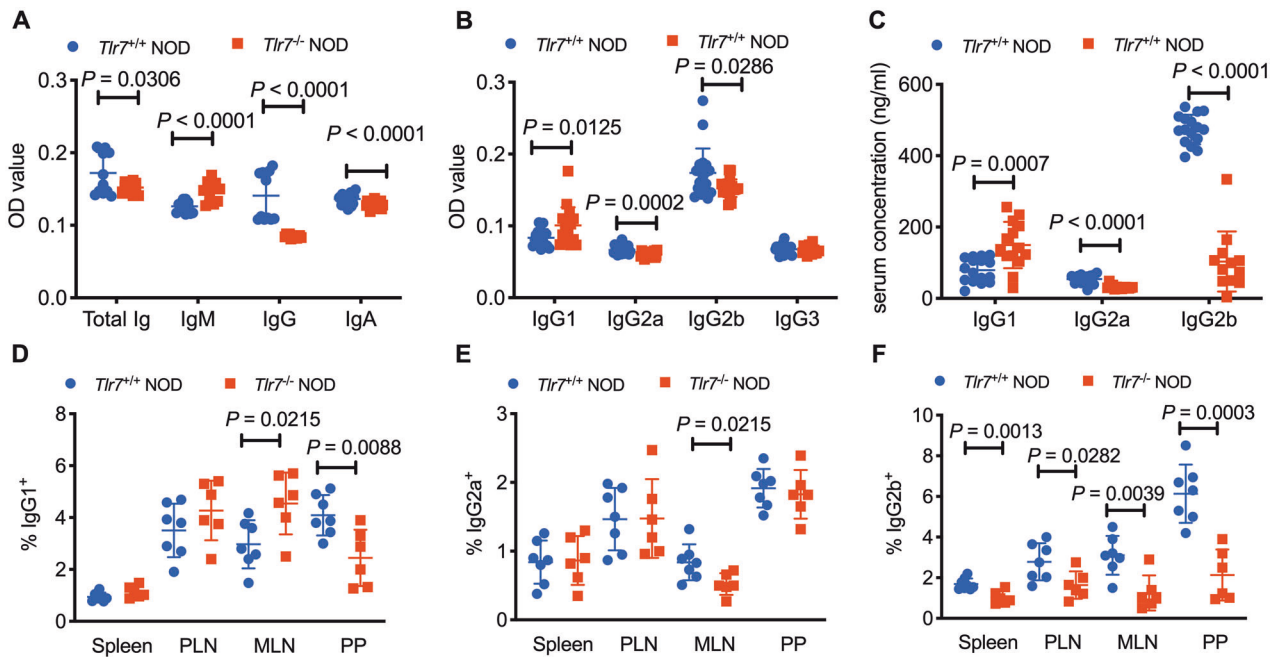 A
Tlr7+/+ NOD
Tlr7-/- NOD
OD value
0.3
0.2
0.1
0.0
P = 0.0306
P < 0.0001
P < 0.0001
P < 0.0001
Total Ig IgM IgG IgA
B
Tlr7+/+ NOD
Tlr7+/+ NOD
OD value
0.3
0.2
0.1
0.0
P = 0.0125
P = 0.0002
P = 0.0286
IgG1 IgG2a IgG2b IgG3
C
Tlr7+/+ NOD
Tlr7+/+ NOD
serum concentration (ng/ml)
600
400
200
0
P = 0.0007
P < 0.0001
P < 0.0001
IgG1 IgG2a IgG2b
D
Tlr7+/+ NOD
Tlr7-/- NOD
% IgG1+
8
6
4
2
0
P = 0.0215
P = 0.0088
Spleen PLN MLN PP
E
Tlr7+/+ NOD
Tlr7-/- NOD
% IgG2a+
3
2
1
0
P = 0.0215
Spleen PLN MLN PP
F
Tlr7+/+ NOD
Tlr7-/- NOD
% IgG2b+
10
8
6
4
2
0
P = 0.0013
P = 0.0282
P = 0.0039
P = 0.0003
Spleen PLN MLN PP